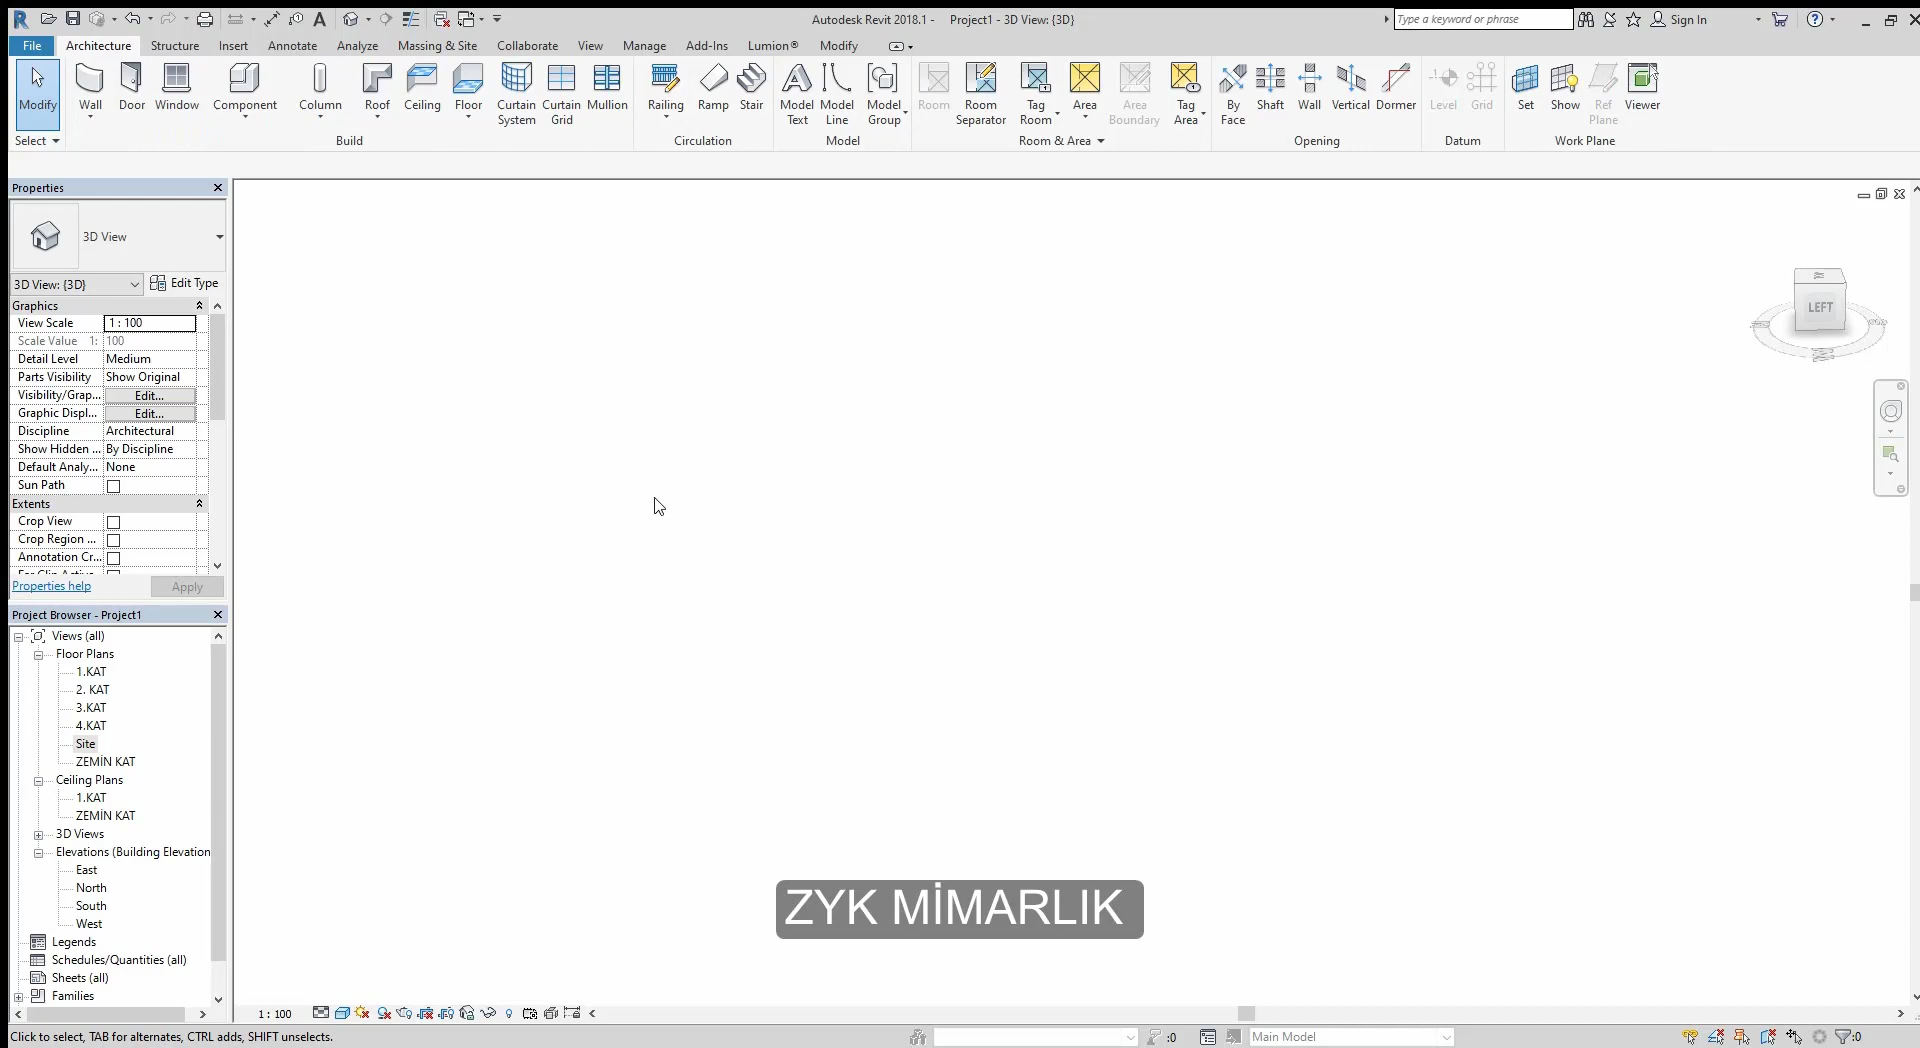 Autodesk Revit 2018.1 - Project1 - 3D View: {3D}
Type a keyword or phrase
Sign In
File Architecture Structure Insert Annotate Analyze Massing & Site Collaborate View Manage Add-Ins Lumion® Modify
Modify Wall Door Window Component Column Roof Ceiling Floor Curtain System Curtain Grid Mullion Railing Ramp Stair Model Text Model Line Model Group Room Room Separator Tag Room Area Area Boundary Tag Area By Face Shaft Wall Vertical Dormer Level Grid Set Show Ref Plane Viewer
Select Build Circulation Model Room & Area Opening Datum Work Plane
Properties
3D View
3D View: {3D} Edit Type
Graphics
View Scale 1 : 100
Scale Value 1: 100
Detail Level Medium
Parts Visibility Show Original
Visibility/Grap... Edit...
Graphic Displ... Edit...
Discipline Architectural
Show Hidden ... By Discipline
Default Analy... None
Sun Path
Extents
Crop View
Crop Region ...
Annotation Cr...
Properties help Apply
Project Browser - Project1
Views (all)
Floor Plans
1.KAT
2. KAT
3.KAT
4.KAT
Site
ZEMİN KAT
Ceiling Plans
1.KAT
ZEMİN KAT
3D Views
Elevations (Building Elevation
East
North
South
West
Legends
Schedules/Quantities (all)
Sheets (all)
Families
LEFT
ZYK MİMARLIK
1 : 100
Click to select, TAB for alternates, CTRL adds, SHIFT unselects.
:0
Main Model
:0